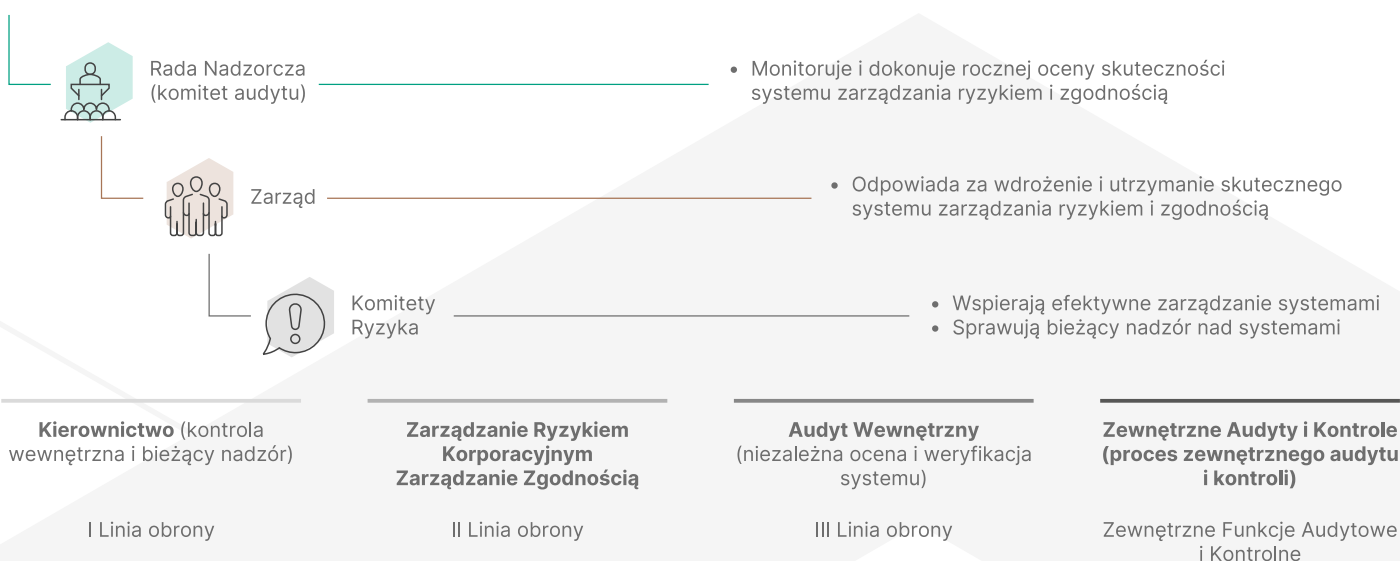 Rada Nadzorcza
(komitet audytu)
• Monitoruje i dokonuje rocznej oceny skuteczności
systemu zarządzania ryzykiem i zgodnością
Zarząd
• Odpowiada za wdrożenie i utrzymanie skutecznego
systemu zarządzania ryzykiem i zgodnością
Komitety
Ryzyka
• Wspierają efektywne zarządzanie systemami
• Sprawują bieżący nadzór nad systemami
Kierownictwo (kontrola
wewnętrzna i bieżący nadzór)
I Linia obrony
Zarządzanie Ryzykiem
Korporacyjnym
Zarządzanie Zgodnością
II Linia obrony
Audyt Wewnętrzny
(niezależna ocena i weryfikacja
systemu)
III Linia obrony
Zewnętrzne Audyty i Kontrole
(proces zewnętrznego audytu
i kontroli)
Zewnętrzne Funkcje Audytowe
i Kontrolne